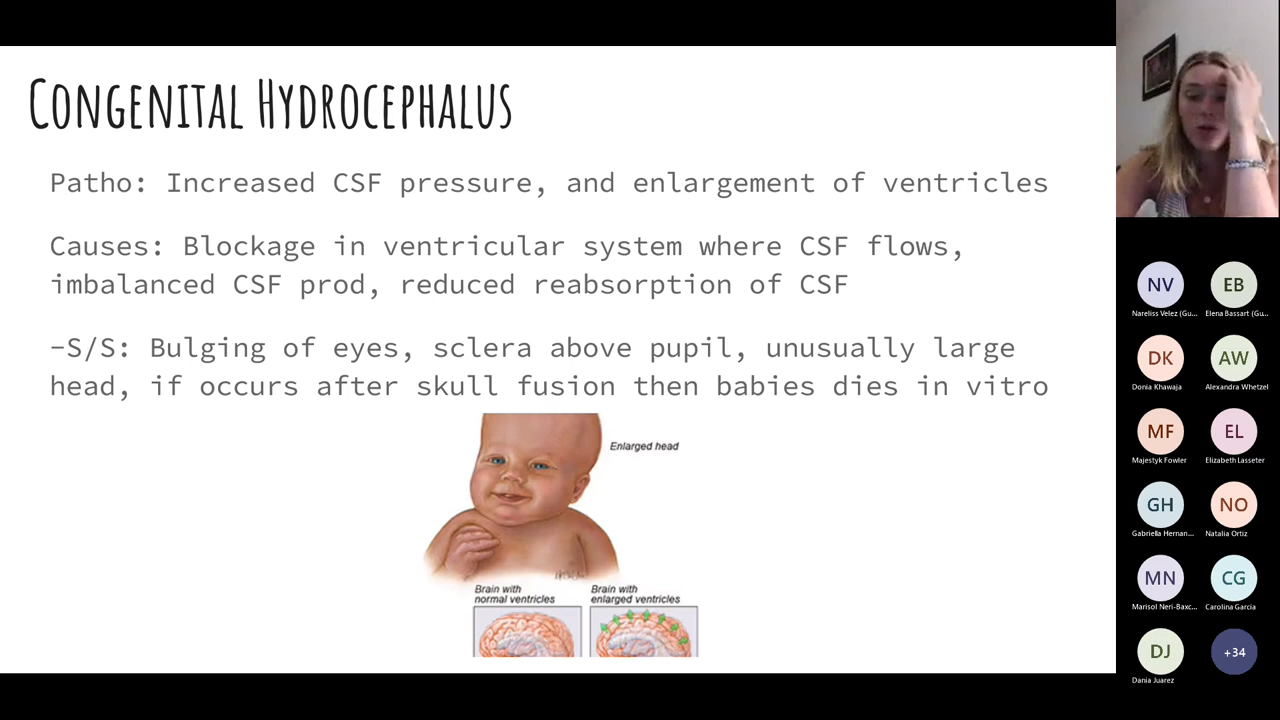 Congenital Hydrocephalus
Patho: Increased CSF pressure, and enlargement of ventricles
Causes: Blockage in ventricular system where CSF flows,
imbalanced CSF prod, reduced reabsorption of CSF
-S/S: Bulging of eyes, sclera above pupil, unusually large
head, if occurs after skull fusion then babies dies in vitro
Enlarged head
Brain with
normal ventricles
Brain with
enlarged ventricles
NV
EB
Nareliss Velez (Gu...
Elena Bassart (Gu...
DK
AW
Donia Khawaja
Alexandra Whetzel
MF
EL
Majestyk Fowler
Elizabeth Lasseter
GH
NO
Gabriella Hernan...
Natalia Ortiz
MN
CG
Marisol Neri-Baxc...
Carolina Garcia
DJ
+34
Dania Juarez